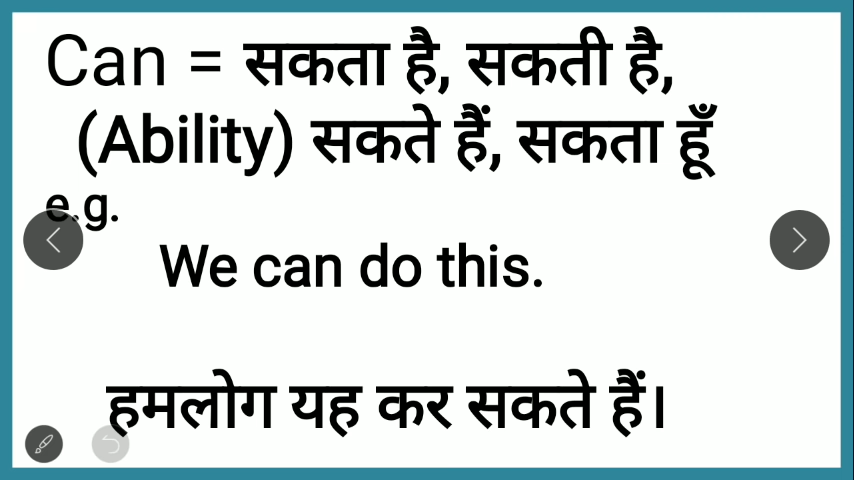 Can = सकता है, सकती है,
(Ability) सकते हैं, सकता हूँ
e.g.
We can do this.
हमलोग यह कर सकते हैं।